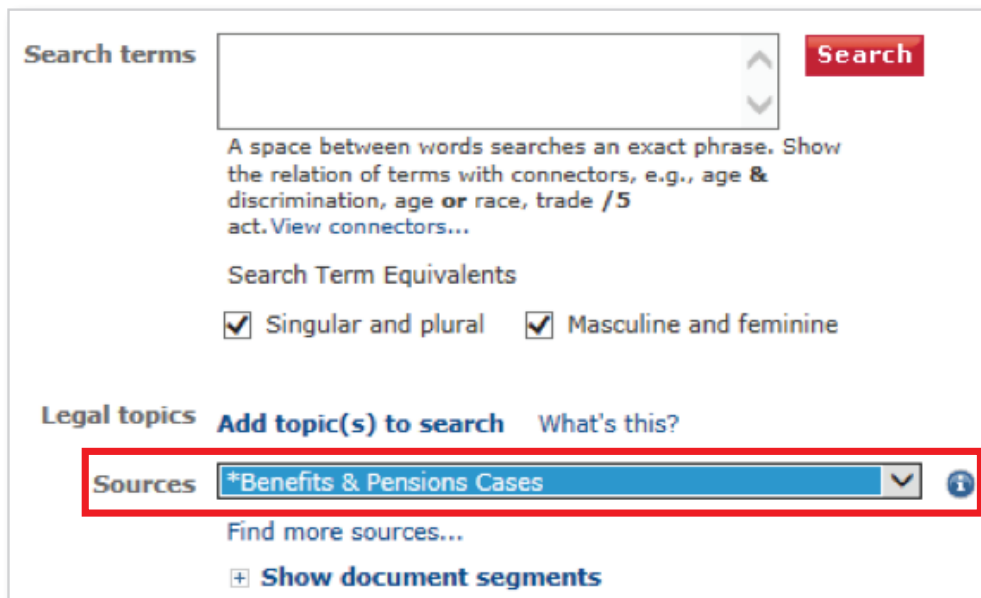 Search terms
Search
A space between words searches an exact phrase. Show
the relation of terms with connectors, e.g., age &
discrimination, age or race, trade /5
act. View connectors...
Search Term Equivalents
Singular and plural Masculine and feminine
Legal topics Add topic(s) to search What's this?
Sources *Benefits & Pensions Cases
Find more sources...
Show document segments